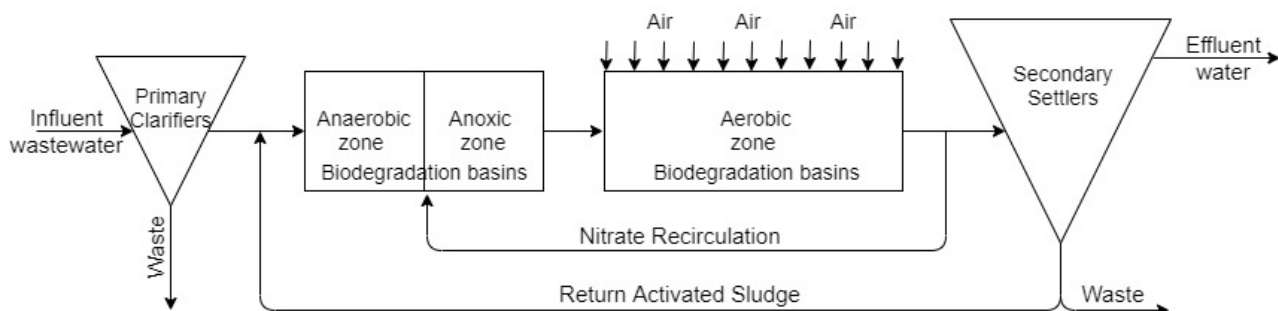 Air
Air
Air
Effluent
water
Primary
Clarifiers
Secondary
Settlers
Influent
wastewater
Anaerobic
zone
Anoxic
zone
Biodegradation basins
Aerobic
zone
Biodegradation basins
Waste
Nitrate Recirculation
Return Activated Sludge
Waste